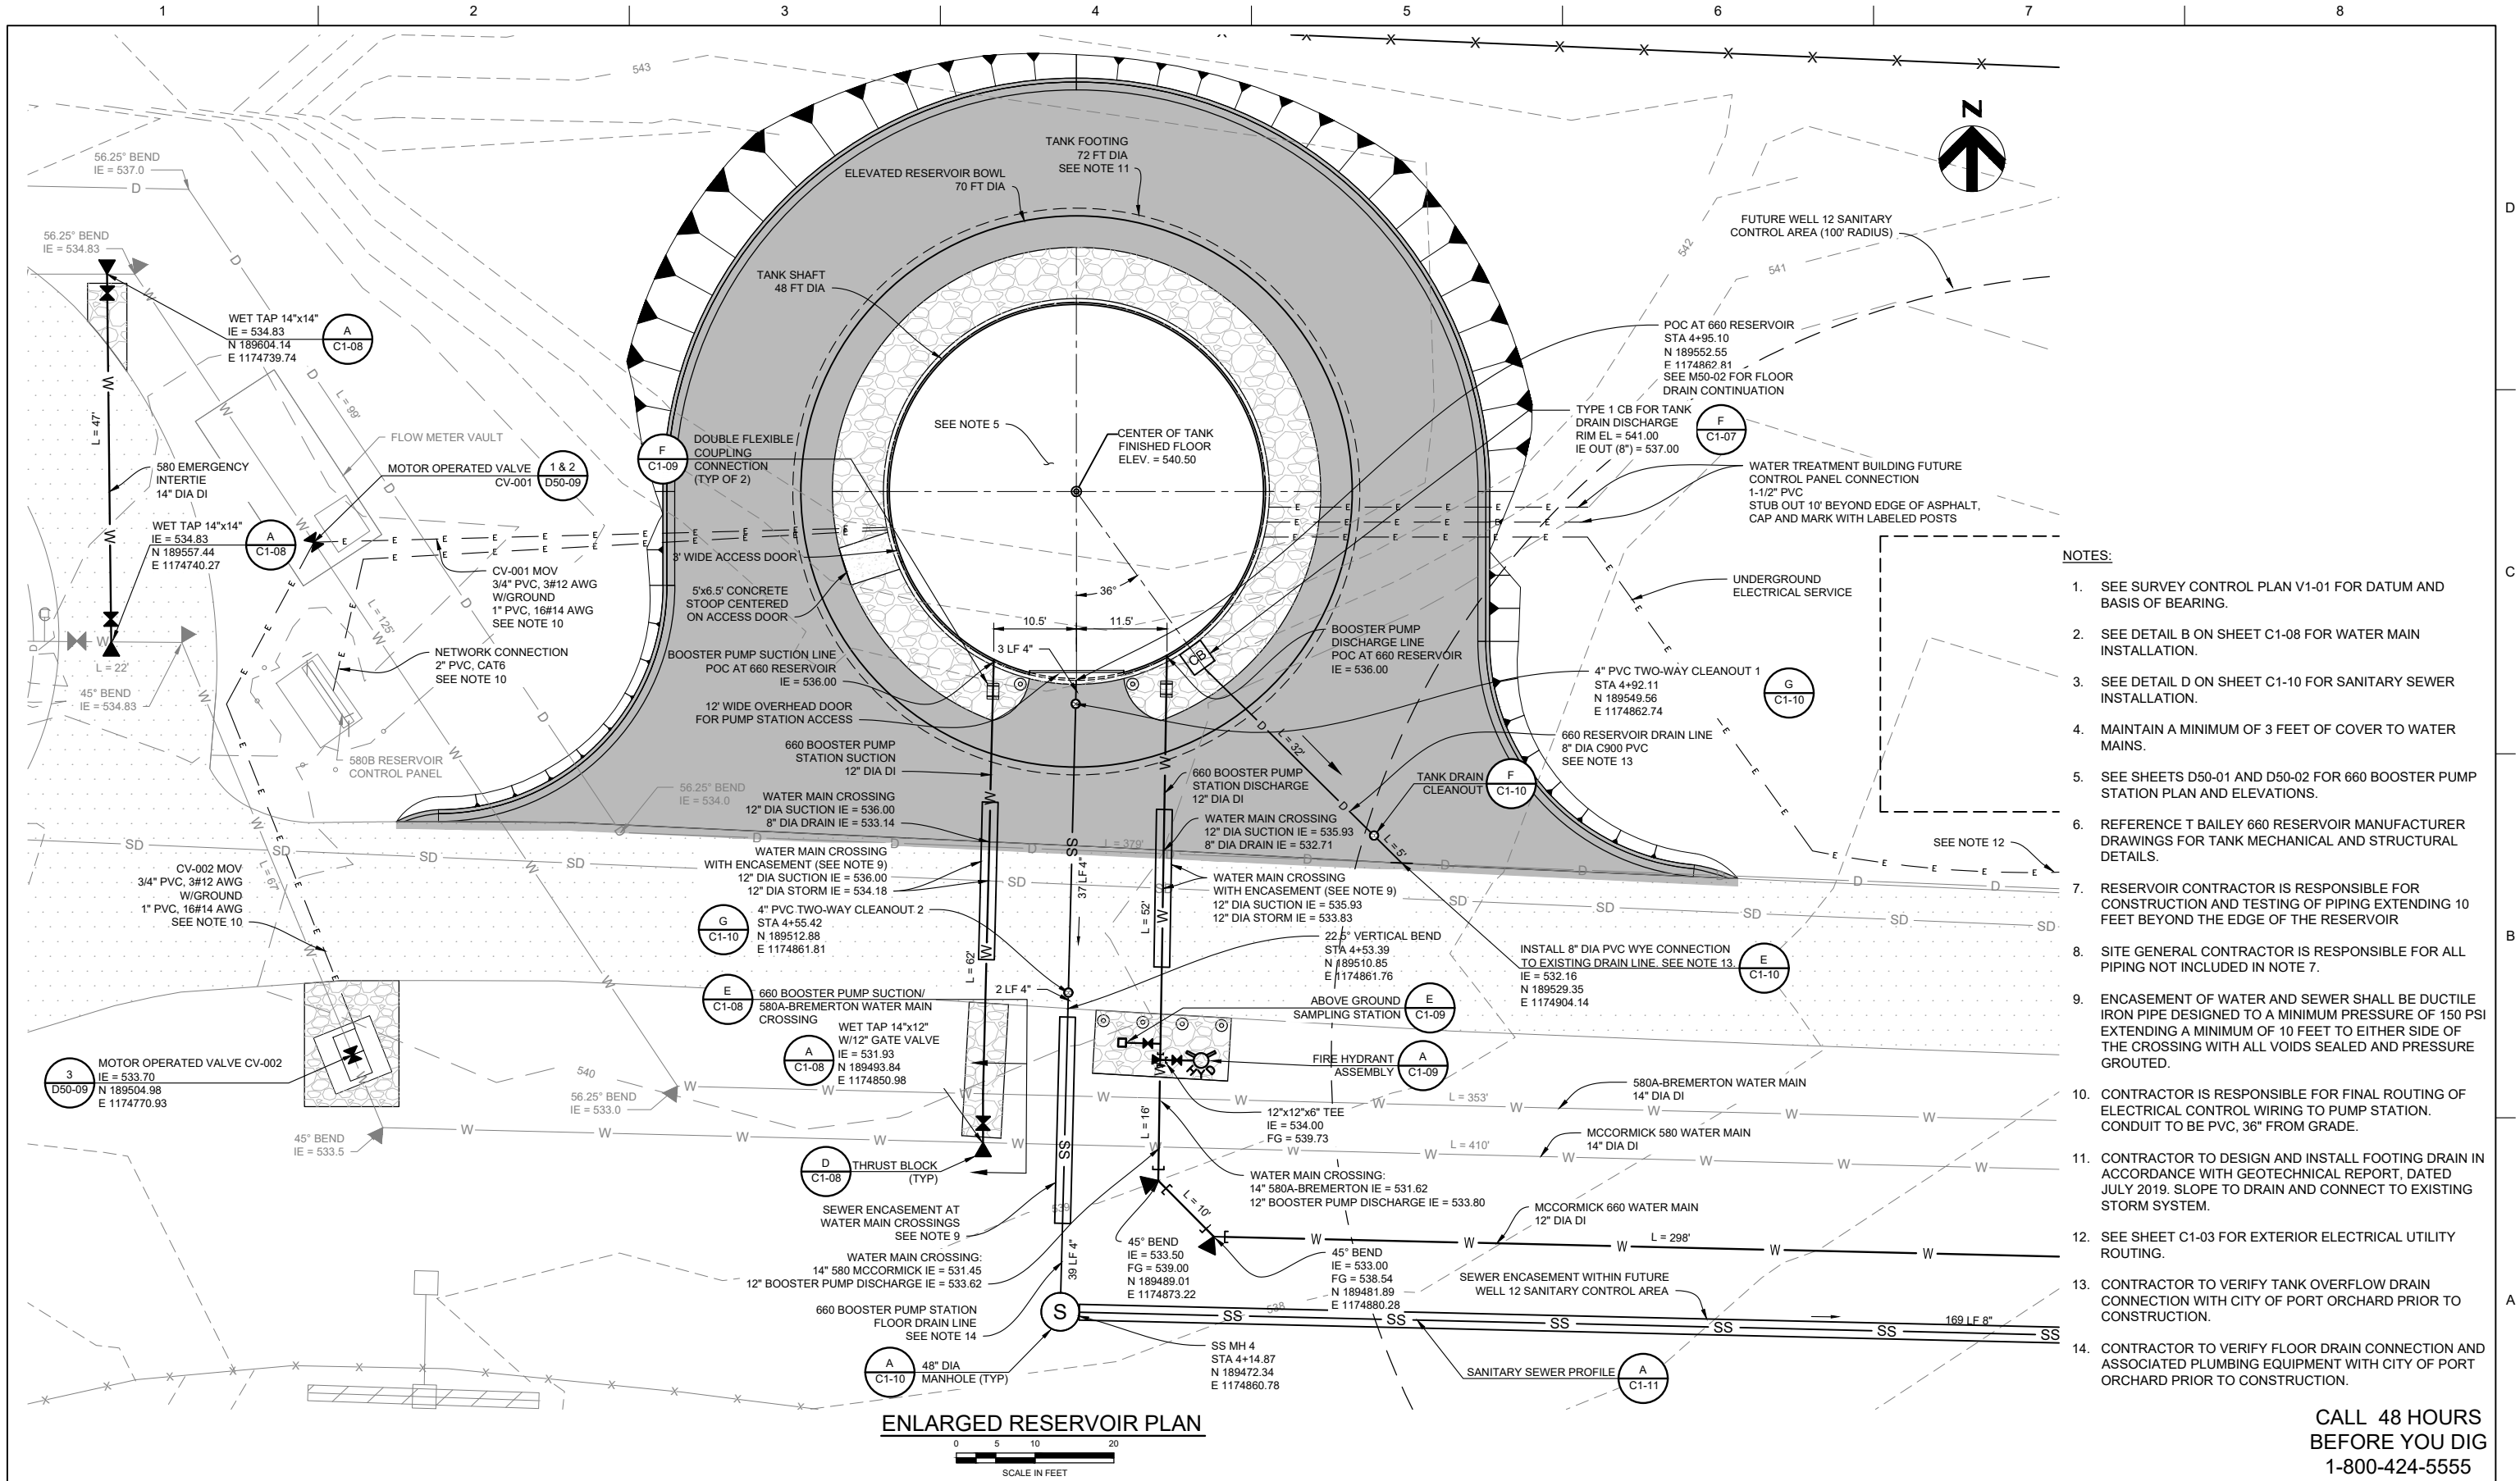 1 2 3 4 5 6 7 8
D
C
B
A
543
542
541
540
539
538
N
56.25° BEND
IE = 537.0
56.25° BEND
IE = 534.83
WET TAP 14"x14"
IE = 534.83
N 189604.14
E 1174739.74
A
C1-08
L = 47'
L = 99'
580 EMERGENCY
INTERTIE
14" DIA DI
FLOW METER VAULT
MOTOR OPERATED VALVE
CV-001
1 & 2
D50-09
WET TAP 14"x14"
IE = 534.83
N 189557.44
E 1174740.27
A
C1-08
CV-001 MOV
3/4" PVC, 3#12 AWG
W/GROUND
1" PVC, 16#14 AWG
SEE NOTE 10
L = 125'
NETWORK CONNECTION
2" PVC, CAT6
SEE NOTE 10
L = 22'
45° BEND
IE = 534.83
580B RESERVOIR
CONTROL PANEL
56.25° BEND
IE = 534.0
CV-002 MOV
3/4" PVC, 3#12 AWG
W/GROUND
1" PVC, 16#14 AWG
SEE NOTE 10
L = 67'
3
D50-09
MOTOR OPERATED VALVE CV-002
IE = 533.70
N 189504.98
E 1174770.93
45° BEND
IE = 533.5
56.25° BEND
IE = 533.0
TANK FOOTING
72 FT DIA
SEE NOTE 11
ELEVATED RESERVOIR BOWL
70 FT DIA
TANK SHAFT
48 FT DIA
SEE NOTE 5
CENTER OF TANK
FINISHED FLOOR
ELEV. = 540.50
F
C1-09
DOUBLE FLEXIBLE
COUPLING
CONNECTION
(TYP OF 2)
3' WIDE ACCESS DOOR
5'x6.5' CONCRETE
STOOP CENTERED
ON ACCESS DOOR
36°
10.5'
11.5'
3 LF 4"
CB
BOOSTER PUMP SUCTION LINE
POC AT 660 RESERVOIR
IE = 536.00
12' WIDE OVERHEAD DOOR
FOR PUMP STATION ACCESS
660 BOOSTER PUMP
STATION SUCTION
12" DIA DI
WATER MAIN CROSSING
12" DIA SUCTION IE = 536.00
8" DIA DRAIN IE = 533.14
WATER MAIN CROSSING
WITH ENCASEMENT (SEE NOTE 9)
12" DIA SUCTION IE = 536.00
12" DIA STORM IE = 534.18
G
C1-10
4" PVC TWO-WAY CLEANOUT 2
STA 4+55.42
N 189512.88
E 1174861.81
L = 62'
37 LF 4"
2 LF 4"
E
C1-08
660 BOOSTER PUMP SUCTION/
580A-BREMERTON WATER MAIN
CROSSING
A
C1-08
WET TAP 14"x12"
W/12" GATE VALVE
IE = 531.93
N 189493.84
E 1174850.98
D
C1-08
THRUST BLOCK
(TYP)
SEWER ENCASEMENT AT
WATER MAIN CROSSINGS
SEE NOTE 9
WATER MAIN CROSSING:
14" 580 MCCORMICK IE = 531.45
12" BOOSTER PUMP DISCHARGE IE = 533.62
660 BOOSTER PUMP STATION
FLOOR DRAIN LINE
SEE NOTE 14
39 LF 4"
A
C1-10
48" DIA
MANHOLE (TYP)
S
SS MH 4
STA 4+14.87
N 189472.34
E 1174860.78
BOOSTER PUMP
DISCHARGE LINE
POC AT 660 RESERVOIR
IE = 536.00
660 BOOSTER PUMP
STATION DISCHARGE
12" DIA DI
WATER MAIN CROSSING
12" DIA SUCTION IE = 535.93
8" DIA DRAIN IE = 532.71
L = 379'
WATER MAIN CROSSING
WITH ENCASEMENT (SEE NOTE 9)
12" DIA SUCTION IE = 535.93
12" DIA STORM IE = 533.83
L = 52'
L = 32'
L = 5'
22.5° VERTICAL BEND
STA 4+53.39
N 189510.85
E 1174861.76
ABOVE GROUND
SAMPLING STATION
E
C1-09
FIRE HYDRANT
ASSEMBLY
A
C1-09
12"x12"x6" TEE
IE = 534.00
FG = 539.73
L = 16'
L = 10'
WATER MAIN CROSSING:
14" 580A-BREMERTON IE = 531.62
12" BOOSTER PUMP DISCHARGE IE = 533.80
45° BEND
IE = 533.50
FG = 539.00
N 189489.01
E 1174873.22
45° BEND
IE = 533.00
FG = 538.54
N 189481.89
E 1174880.28
FUTURE WELL 12 SANITARY
CONTROL AREA (100' RADIUS)
POC AT 660 RESERVOIR
STA 4+95.10
N 189552.55
E 1174862.81
SEE M50-02 FOR FLOOR
DRAIN CONTINUATION
TYPE 1 CB FOR TANK
DRAIN DISCHARGE
RIM EL = 541.00
IE OUT (8") = 537.00
F
C1-07
WATER TREATMENT BUILDING FUTURE
CONTROL PANEL CONNECTION
1-1/2" PVC
STUB OUT 10' BEYOND EDGE OF ASPHALT,
CAP AND MARK WITH LABELED POSTS
UNDERGROUND
ELECTRICAL SERVICE
4" PVC TWO-WAY CLEANOUT 1
STA 4+92.11
N 189549.56
E 1174862.74
G
C1-10
660 RESERVOIR DRAIN LINE
8" DIA C900 PVC
SEE NOTE 13
TANK DRAIN
CLEANOUT
F
C1-10
SEE NOTE 12
INSTALL 8" DIA PVC WYE CONNECTION
TO EXISTING DRAIN LINE. SEE NOTE 13.
IE = 532.16
N 189529.35
E 1174904.14
E
C1-10
580A-BREMERTON WATER MAIN
14" DIA DI
L = 353'
MCCORMICK 580 WATER MAIN
14" DIA DI
L = 410'
MCCORMICK 660 WATER MAIN
12" DIA DI
L = 298'
SEWER ENCASEMENT WITHIN FUTURE
WELL 12 SANITARY CONTROL AREA
169 LF 8"
SANITARY SEWER PROFILE
A
C1-11
NOTES:
1. SEE SURVEY CONTROL PLAN V1-01 FOR DATUM AND
BASIS OF BEARING.
2. SEE DETAIL B ON SHEET C1-08 FOR WATER MAIN
INSTALLATION.
3. SEE DETAIL D ON SHEET C1-10 FOR SANITARY SEWER
INSTALLATION.
4. MAINTAIN A MINIMUM OF 3 FEET OF COVER TO WATER
MAINS.
5. SEE SHEETS D50-01 AND D50-02 FOR 660 BOOSTER PUMP
STATION PLAN AND ELEVATIONS.
6. REFERENCE T BAILEY 660 RESERVOIR MANUFACTURER
DRAWINGS FOR TANK MECHANICAL AND STRUCTURAL
DETAILS.
7. RESERVOIR CONTRACTOR IS RESPONSIBLE FOR
CONSTRUCTION AND TESTING OF PIPING EXTENDING 10
FEET BEYOND THE EDGE OF THE RESERVOIR
8. SITE GENERAL CONTRACTOR IS RESPONSIBLE FOR ALL
PIPING NOT INCLUDED IN NOTE 7.
9. ENCASEMENT OF WATER AND SEWER SHALL BE DUCTILE
IRON PIPE DESIGNED TO A MINIMUM PRESSURE OF 150 PSI
EXTENDING A MINIMUM OF 10 FEET TO EITHER SIDE OF
THE CROSSING WITH ALL VOIDS SEALED AND PRESSURE
GROUTED.
10. CONTRACTOR IS RESPONSIBLE FOR FINAL ROUTING OF
ELECTRICAL CONTROL WIRING TO PUMP STATION.
CONDUIT TO BE PVC, 36" FROM GRADE.
11. CONTRACTOR TO DESIGN AND INSTALL FOOTING DRAIN IN
ACCORDANCE WITH GEOTECHNICAL REPORT, DATED
JULY 2019. SLOPE TO DRAIN AND CONNECT TO EXISTING
STORM SYSTEM.
12. SEE SHEET C1-03 FOR EXTERIOR ELECTRICAL UTILITY
ROUTING.
13. CONTRACTOR TO VERIFY TANK OVERFLOW DRAIN
CONNECTION WITH CITY OF PORT ORCHARD PRIOR TO
CONSTRUCTION.
14. CONTRACTOR TO VERIFY FLOOR DRAIN CONNECTION AND
ASSOCIATED PLUMBING EQUIPMENT WITH CITY OF PORT
ORCHARD PRIOR TO CONSTRUCTION.
ENLARGED RESERVOIR PLAN
0 5 10 20
SCALE IN FEET
CALL 48 HOURS
BEFORE YOU DIG
1-800-424-5555